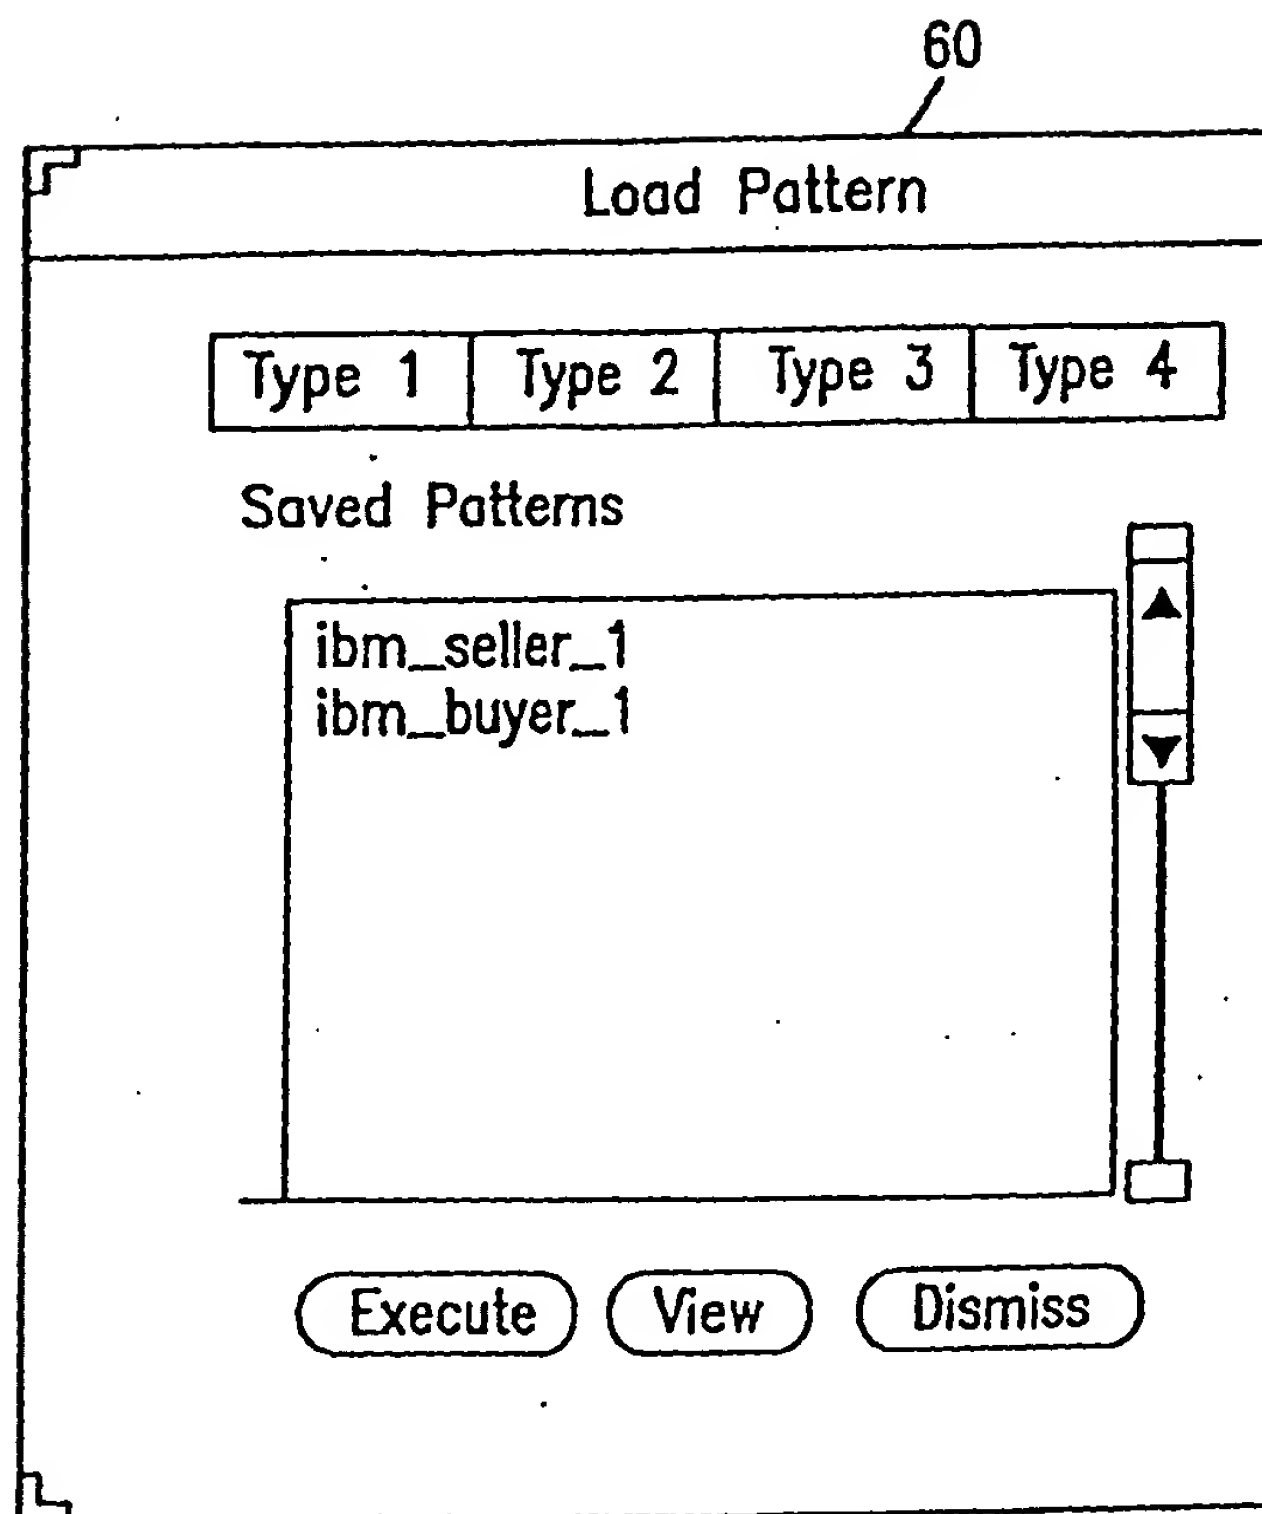 60
Load Pattern
Type 1 Type 2 Type 3 Type 4
Saved Patterns
ibm_seller_1
ibm_buyer_1
Execute View Dismiss